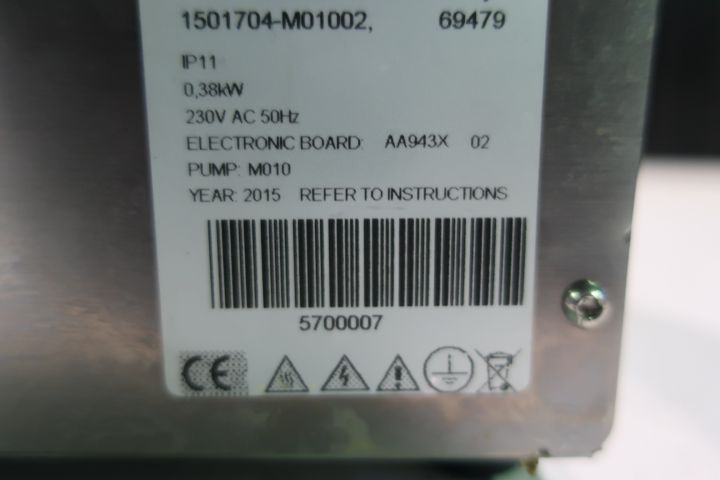 1501704-M01002, 69479
IP11
0,38kW
230V AC 50Hz
ELECTRONIC BOARD: AA943X 02
PUMP: M010
YEAR: 2015 REFER TO INSTRUCTIONS
5700007
CE